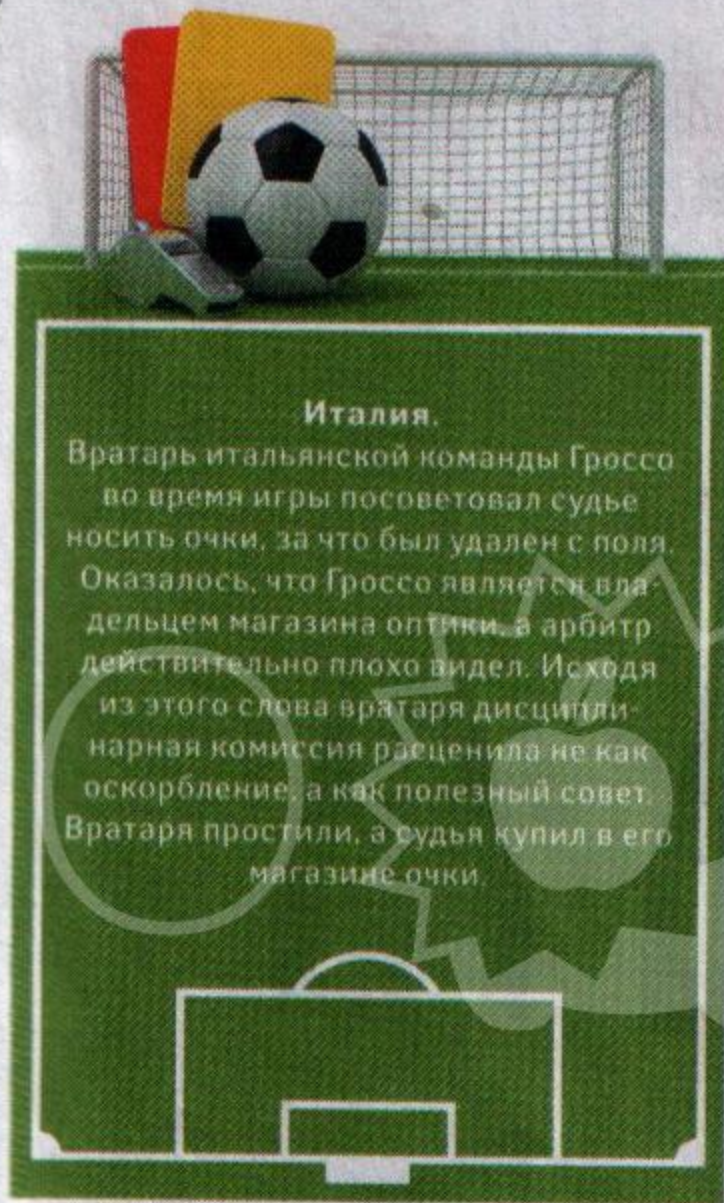 Италия.
Вратарь итальянской команды Гроссо
во время игры посоветовал судье
носить очки, за что был удален с поля.
Оказалось, что Гроссо является вла-
дельцем магазина оптики, а арбитр
действительно плохо видел. Исходя
из этого слова вратаря дисципли-
нарная комиссия расценила не как
оскорбление, а как полезный совет.
Вратаря простили, а судья купил в его
магазине очки.